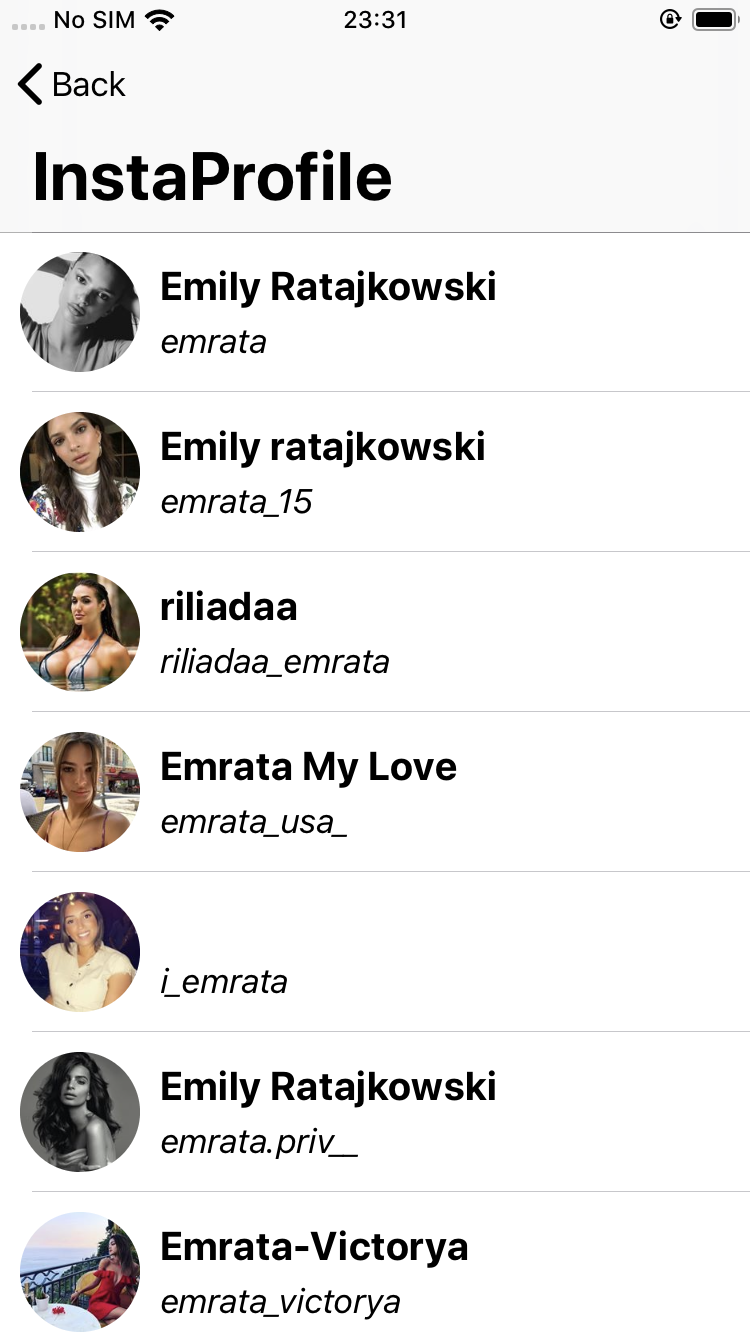 No SIM 23:31
Back
InstaProfile
Emily Ratajkowski
emrata
Emily ratajkowski
emrata_15
riliadaa
riliadaa_emrata
Emrata My Love
emrata_usa_
i_emrata
Emily Ratajkowski
emrata.priv__
Emrata-Victorya
emrata_victorya